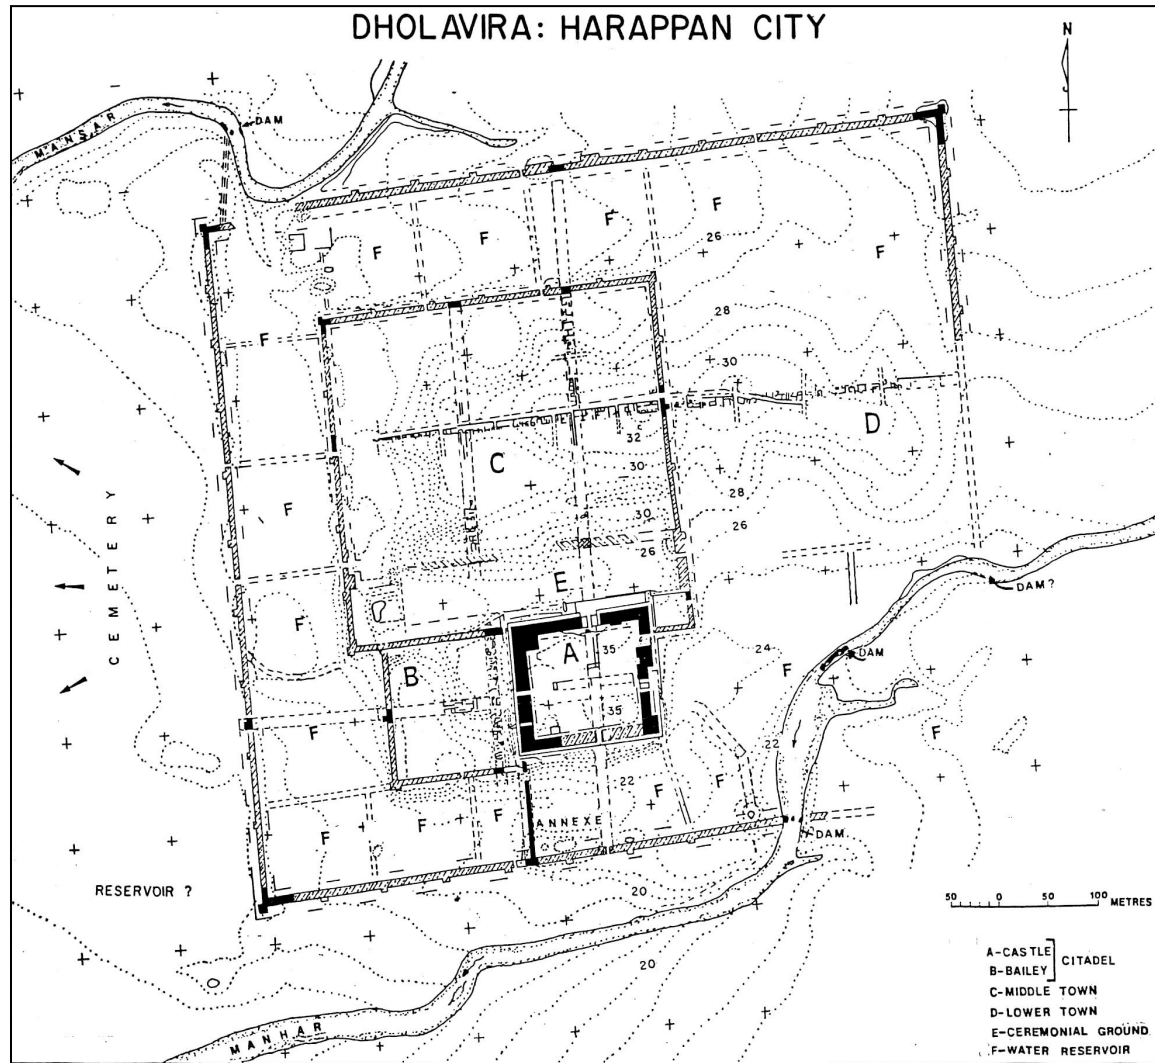 DHOLAVIRA: HARAPPAN CITY
N
DAM
MANSAR
F
F
F
26
F
F
28
F
30
D
32
C
30
28
F
30
26
26
CEMETERY
E
DAM ?
F
A
35
24
DAM
F
B
35
F
22
F
22
F
F
F
F
F
ANNEXE
DAM
RESERVOIR ?
20
50 0 50 100 METRES
20
A-CASTLE
B-BAILEY
CITADEL
C-MIDDLE TOWN
D-LOWER TOWN
E-CEREMONIAL GROUND
F-WATER RESERVOIR
MANHAR